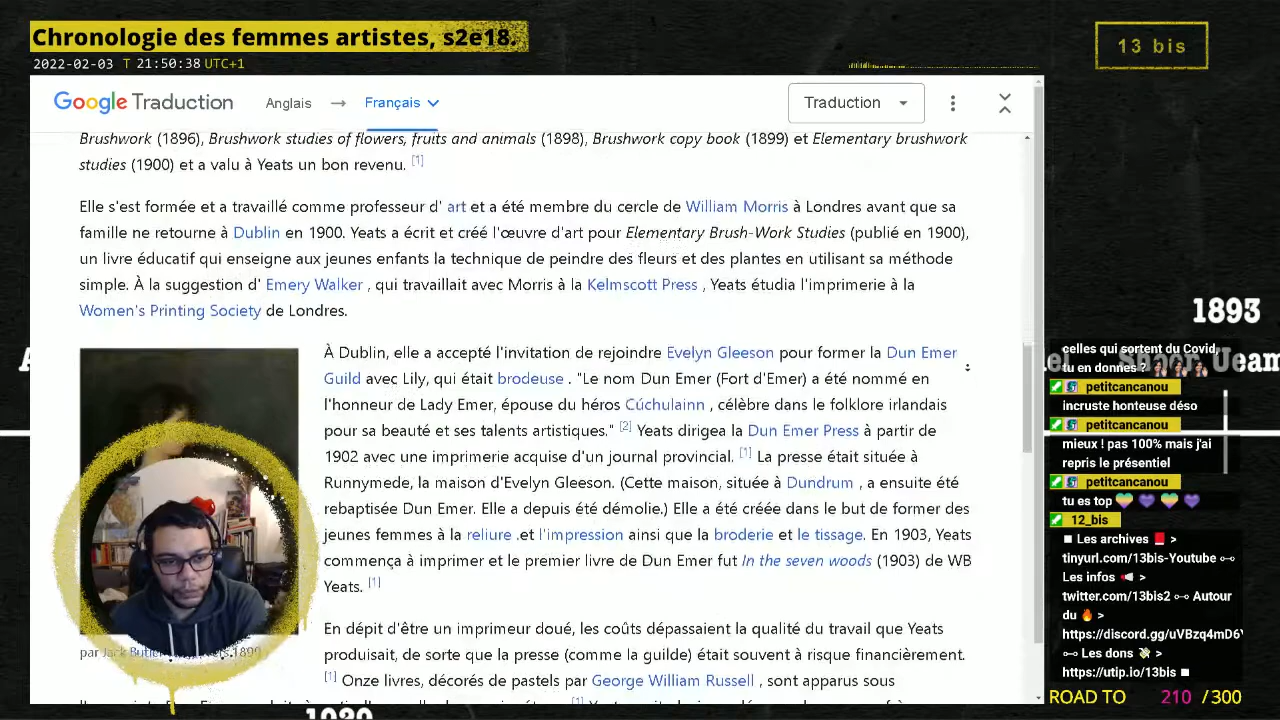 Chronologie des femmes artistes, s2e18.
2022-02-03 T 21:50:38 UTC+1
13 bis
Google Traduction
Anglais → Français
Traduction
Brushwork (1896), Brushwork studies of flowers, fruits and animals (1898), Brushwork copy book (1899) et Elementary brushwork
studies (1900) et a valu à Yeats un bon revenu. [1]
Elle s'est formée et a travaillé comme professeur d' art et a été membre du cercle de William Morris à Londres avant que sa
famille ne retourne à Dublin en 1900. Yeats a écrit et créé l'œuvre d'art pour Elementary Brush-Work Studies (publié en 1900),
un livre éducatif qui enseigne aux jeunes enfants la technique de peindre des fleurs et des plantes en utilisant sa méthode
simple. À la suggestion d' Emery Walker , qui travaillait avec Morris à la Kelmscott Press , Yeats étudia l'imprimerie à la
Women's Printing Society de Londres.
À Dublin, elle a accepté l'invitation de rejoindre Evelyn Gleeson pour former la Dun Emer
Guild avec Lily, qui était brodeuse . "Le nom Dun Emer (Fort d'Emer) a été nommé en
l'honneur de Lady Emer, épouse du héros Cúchulainn , célèbre dans le folklore irlandais
pour sa beauté et ses talents artistiques." [2] Yeats dirigea la Dun Emer Press à partir de
1902 avec une imprimerie acquise d'un journal provincial. [1] La presse était située à
Runnymede, la maison d'Evelyn Gleeson. (Cette maison, située à Dundrum , a ensuite été
rebaptisée Dun Emer. Elle a depuis été démolie.) Elle a été créée dans le but de former des
jeunes femmes à la reliure .et l'impression ainsi que la broderie et le tissage. En 1903, Yeats
commença à imprimer et le premier livre de Dun Emer fut In the seven woods (1903) de WB
Yeats. [1]
En dépit d'être un imprimeur doué, les coûts dépassaient la qualité du travail que Yeats
produisait, de sorte que la presse (comme la guilde) était souvent à risque financièrement.
[1] Onze livres, décorés de pastels par George William Russell , sont apparus sous
par Jack 1899
1893
celles qui sortent du Covid,
tu en donnes ?
petitcancanou
incruste honteuse déso
petitcancanou
mieux ! pas 100% mais j'ai
repris le présentiel
petitcancanou
tu es top
12_bis
Les archives >
tinyurl.com/13bis-Youtube
Les infos >
twitter.com/13bis2 Autour
du >
https://discord.gg/uVBzq4mD6
Les dons >
https://utip.io/13bis
ROAD TO 210 /300